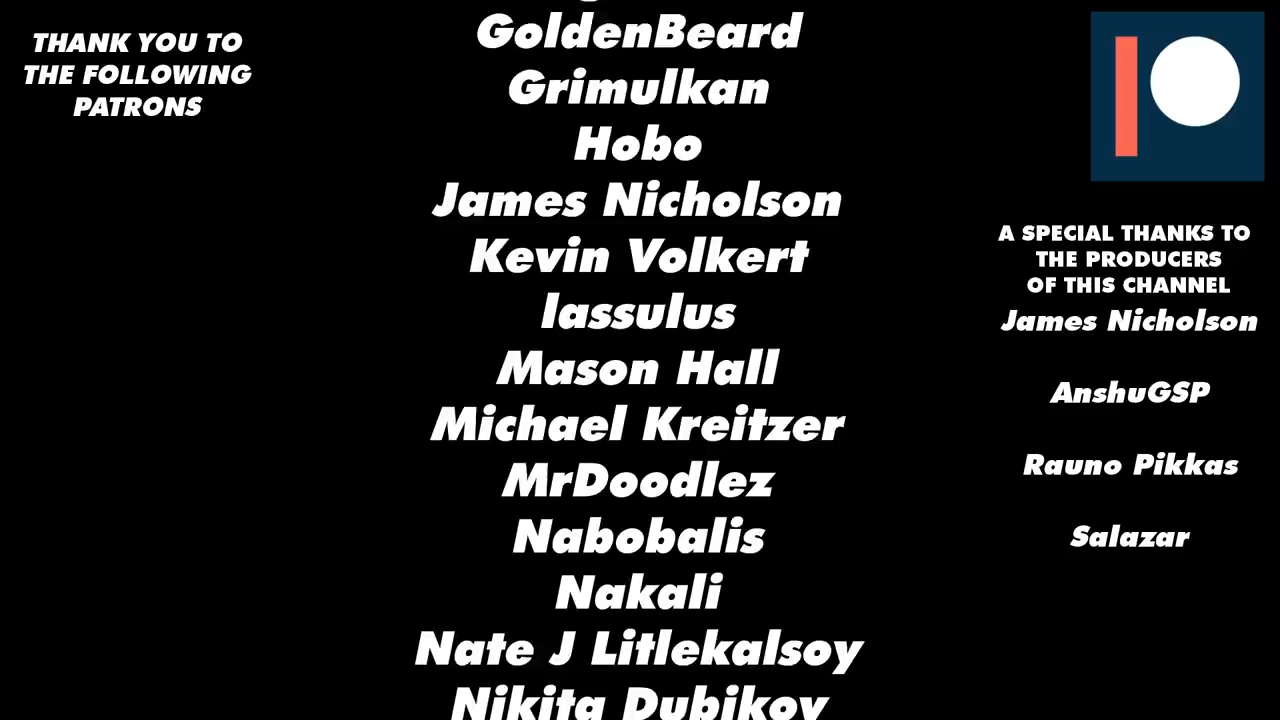 THANK YOU TO
THE FOLLOWING
PATRONS
GoldenBeard
Grimulkan
Hobo
James Nicholson
Kevin Volkert
lassulus
Mason Hall
Michael Kreitzer
MrDoodlez
Nabobalis
Nakali
Nate J Litlekalsoy
Nikita Dubikov
A SPECIAL THANKS TO
THE PRODUCERS
OF THIS CHANNEL
James Nicholson
AnshuGSP
Rauno Pikkas
Salazar